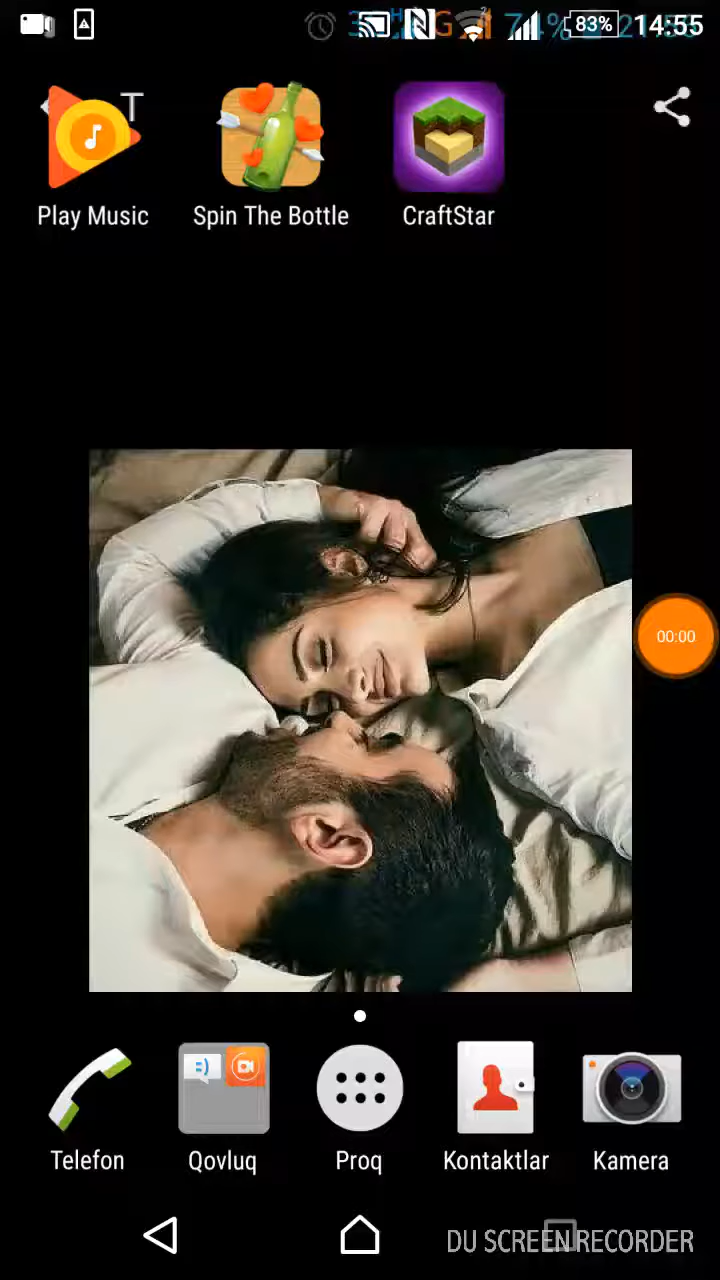 83% 14:55
T
Play Music Spin The Bottle CraftStar
00:00
Telefon Qovluq Proq Kontaktlar Kamera
DU SCREEN RECORDER